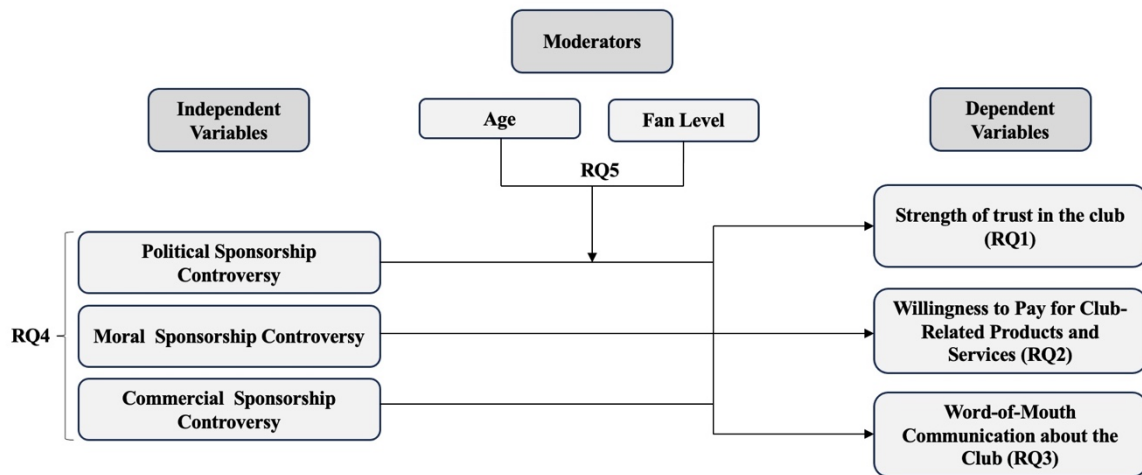 Moderators
Independent
Variables
Age
Fan Level
Dependent
Variables
RQ5
Strength of trust in the club
(RQ1)
Political Sponsorship
Controversy
RQ4
Moral Sponsorship Controversy
Willingness to Pay for Club-
Related Products and
Services (RQ2)
Commercial Sponsorship
Controversy
Word-of-Mouth
Communication about the
Club (RQ3)